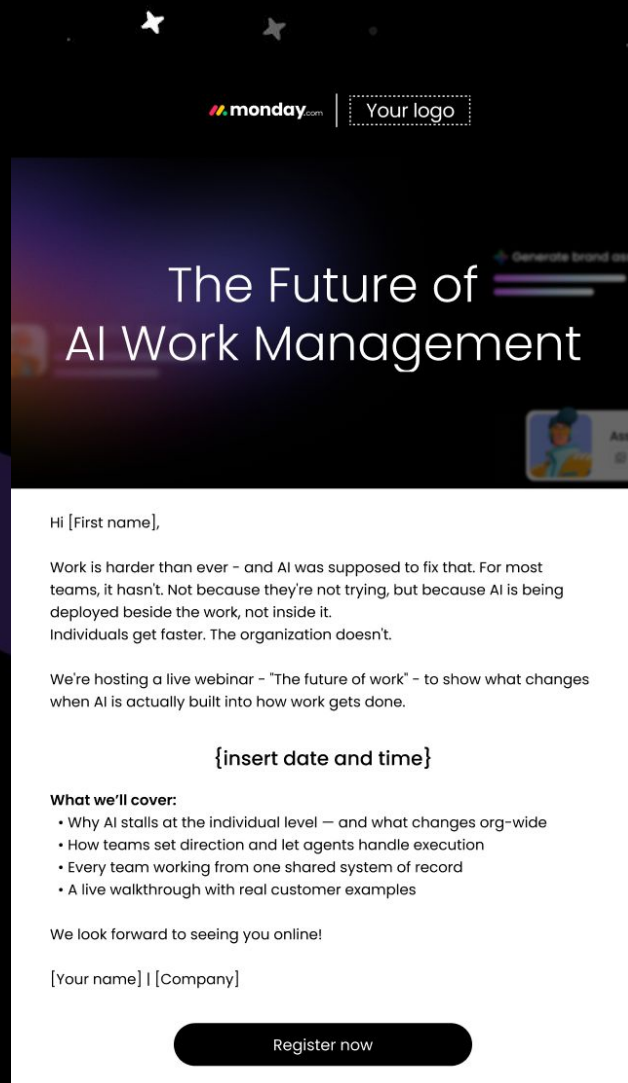 monday.com
Your logo
Generate brand
The Future of
AI Work Management
Hi [First name],
Work is harder than ever - and AI was supposed to fix that. For most
teams, it hasn't. Not because they're not trying, but because AI is being
deployed beside the work, not inside it.
Individuals get faster. The organization doesn't.
We're hosting a live webinar - "The future of work" - to show what changes
when AI is actually built into how work gets done.
{insert date and time}
What we’ll cover:
• Why AI stalls at the individual level — and what changes org-wide
• How teams set direction and let agents handle execution
• Every team working from one shared system of record
• A live walkthrough with real customer examples
We look forward to seeing you online!
[Your name] | [Company]
Register now